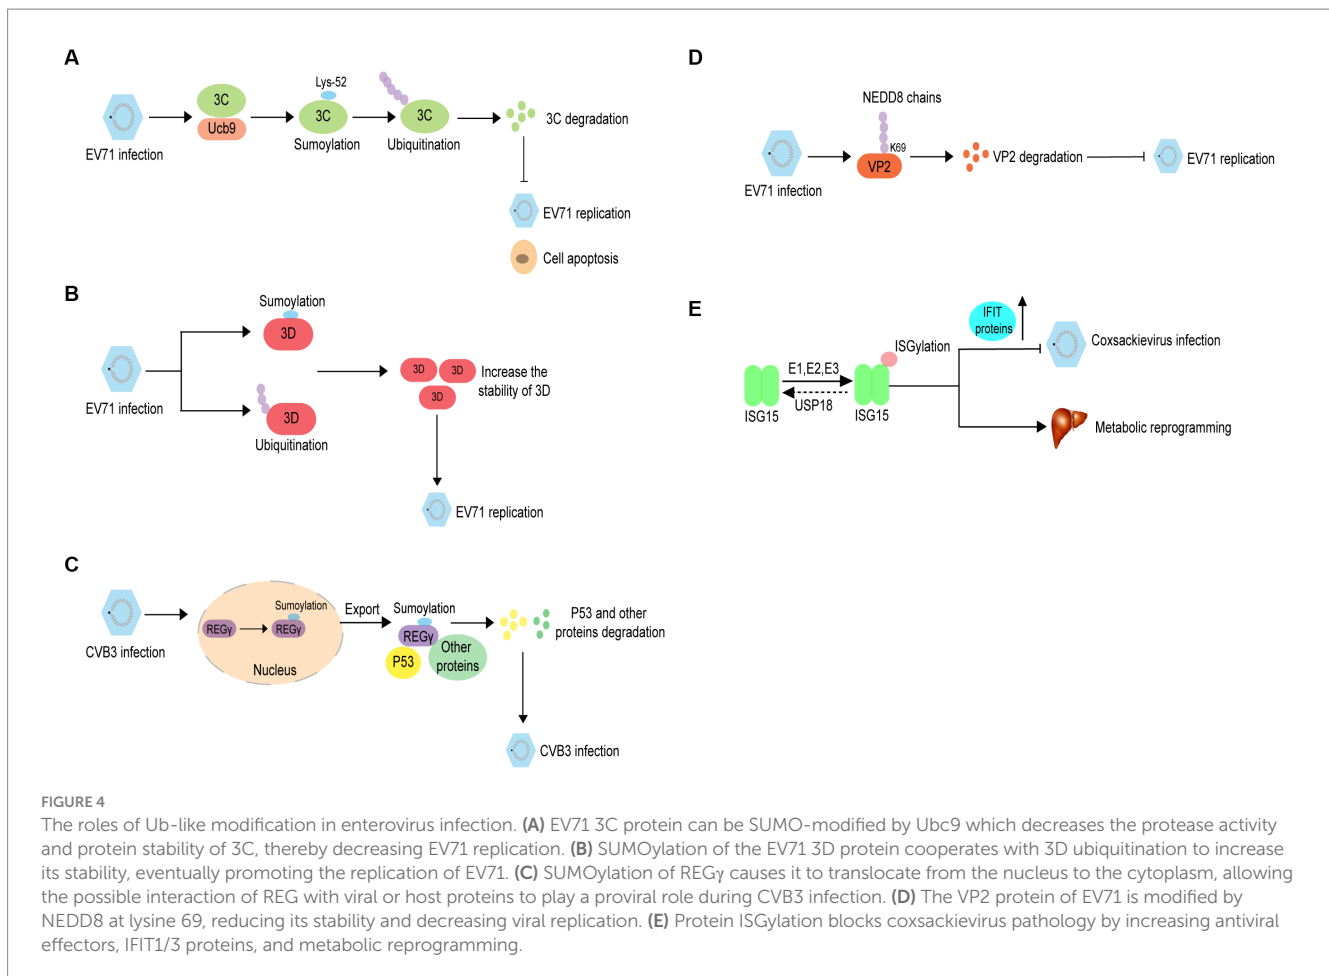 A
EV71 infection
3C
Ucb9
Lys-52
3C
Sumoylation
3C
Ubiquitination
3C degradation
EV71 replication
Cell apoptosis
B
EV71 infection
Sumoylation
3D
3D
Ubiquitination
3D
3D
3D
Increase the
stability of 3D
EV71 replication
C
CVB3 infection
REGγ
Sumoylation
REGγ
Nucleus
Export
Sumoylation
REGγ
P53
Other
proteins
P53 and other
proteins degradation
CVB3 infection
D
EV71 infection
NEDD8 chains
K69
VP2
VP2 degradation
EV71 replication
E
ISG15
E1,E2,E3
USP18
ISGylation
ISG15
IFIT
proteins
Coxsackievirus infection
Metabolic reprogramming
FIGURE 4
The roles of Ub-like modification in enterovirus infection. (A) EV71 3C protein can be SUMO-modified by Ubc9 which decreases the protease activity
and protein stability of 3C, thereby decreasing EV71 replication. (B) SUMOylation of the EV71 3D protein cooperates with 3D ubiquitination to increase
its stability, eventually promoting the replication of EV71. (C) SUMOylation of REGγ causes it to translocate from the nucleus to the cytoplasm, allowing
the possible interaction of REG with viral or host proteins to play a proviral role during CVB3 infection. (D) The VP2 protein of EV71 is modified by
NEDD8 at lysine 69, reducing its stability and decreasing viral replication. (E) Protein ISGylation blocks coxsackievirus pathology by increasing antiviral
effectors, IFIT1/3 proteins, and metabolic reprogramming.